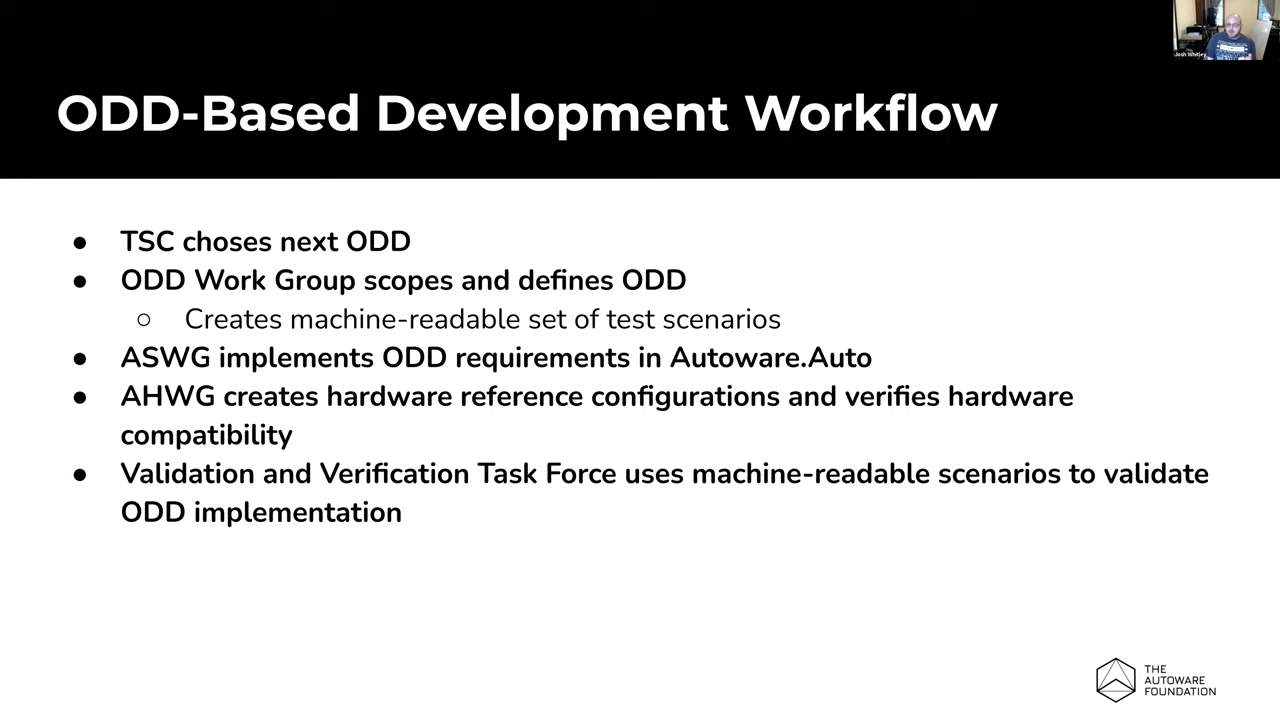 Josh Whitley
ODD-Based Development Workflow
● TSC choses next ODD
● ODD Work Group scopes and defines ODD
○ Creates machine-readable set of test scenarios
● ASWG implements ODD requirements in Autoware.Auto
● AHWG creates hardware reference configurations and verifies hardware
compatibility
● Validation and Verification Task Force uses machine-readable scenarios to validate
ODD implementation
THE
AUTOWARE
FOUNDATION